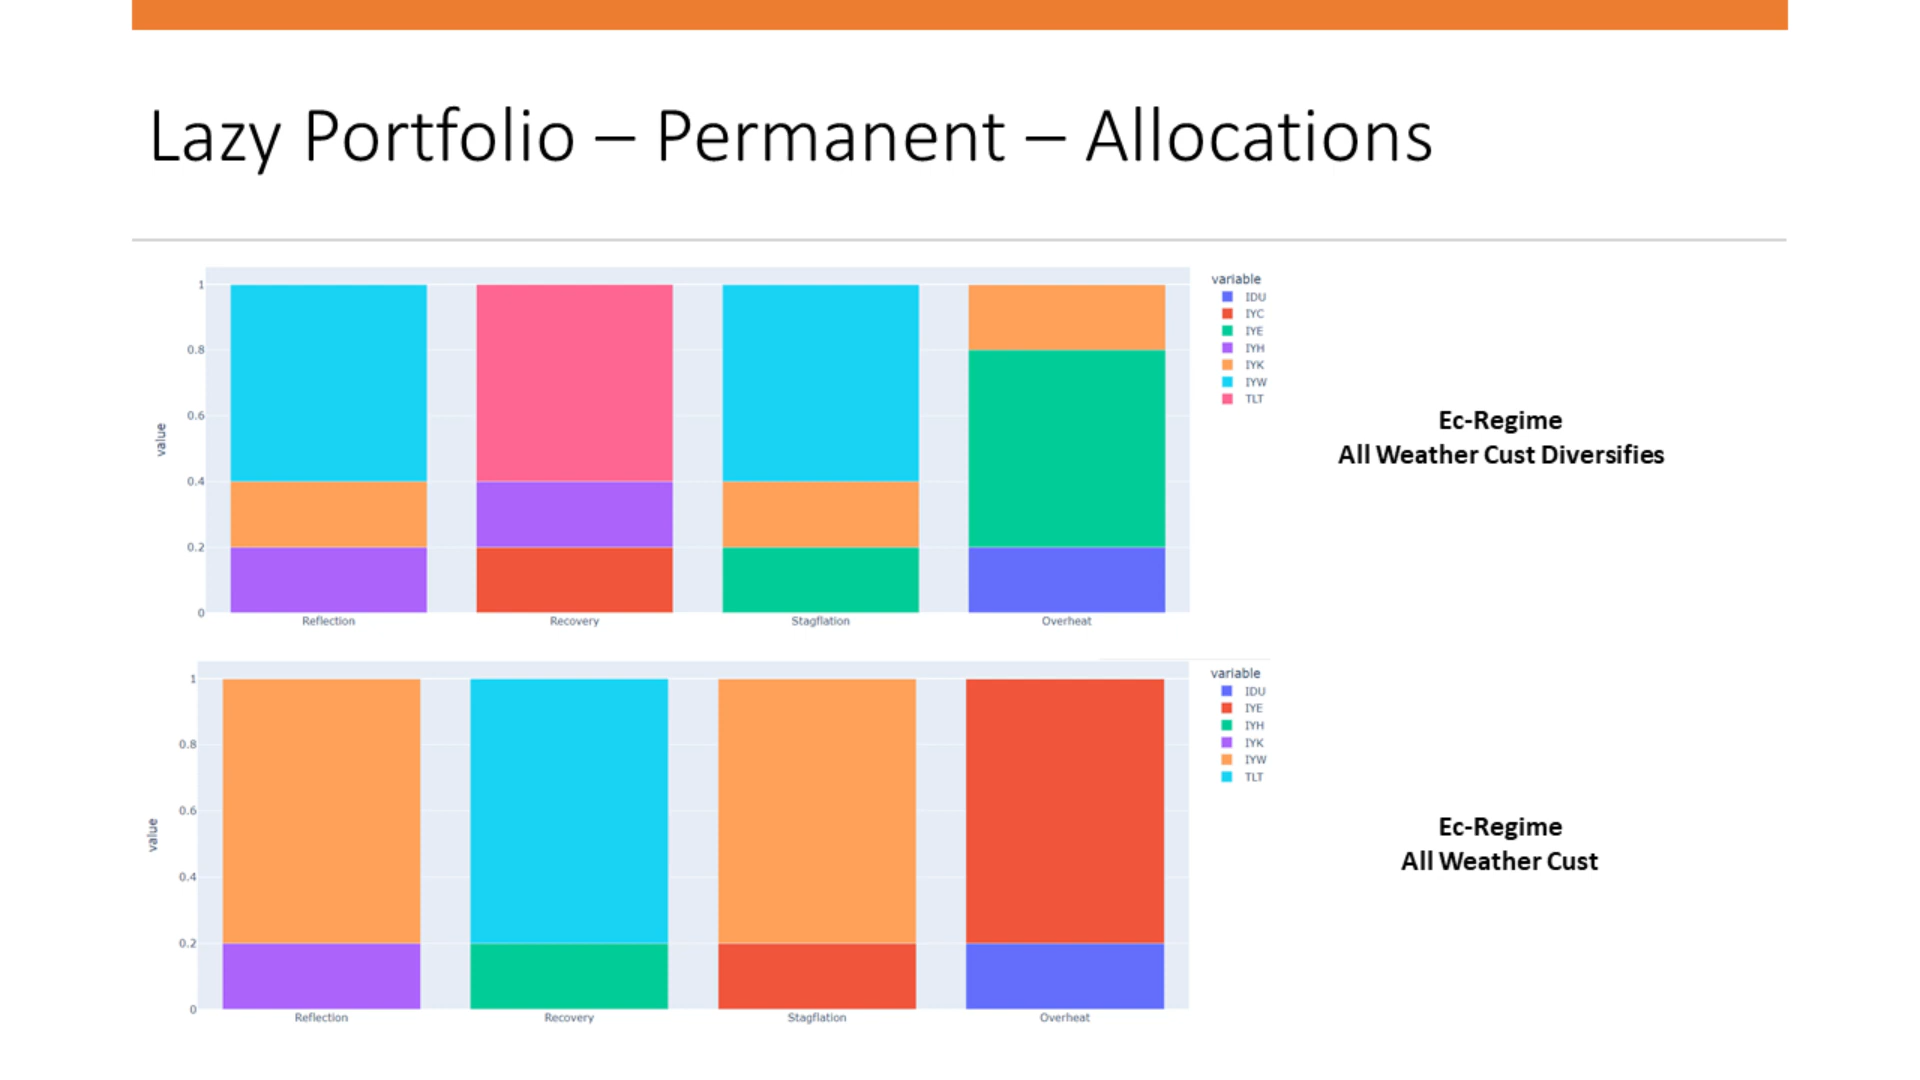 Lazy Portfolio – Permanent – Allocations
variable
IDU
IYC
IYE
IYH
IYK
IYW
TLT
1
0.8
0.6
0.4
0.2
0
value
Reflection Recovery Stagflation Overheat
Ec-Regime
All Weather Cust Diversifies
variable
IDU
IYE
IYH
IYK
IYW
TLT
1
0.8
0.6
0.4
0.2
0
value
Reflection Recovery Stagflation Overheat
Ec-Regime
All Weather Cust